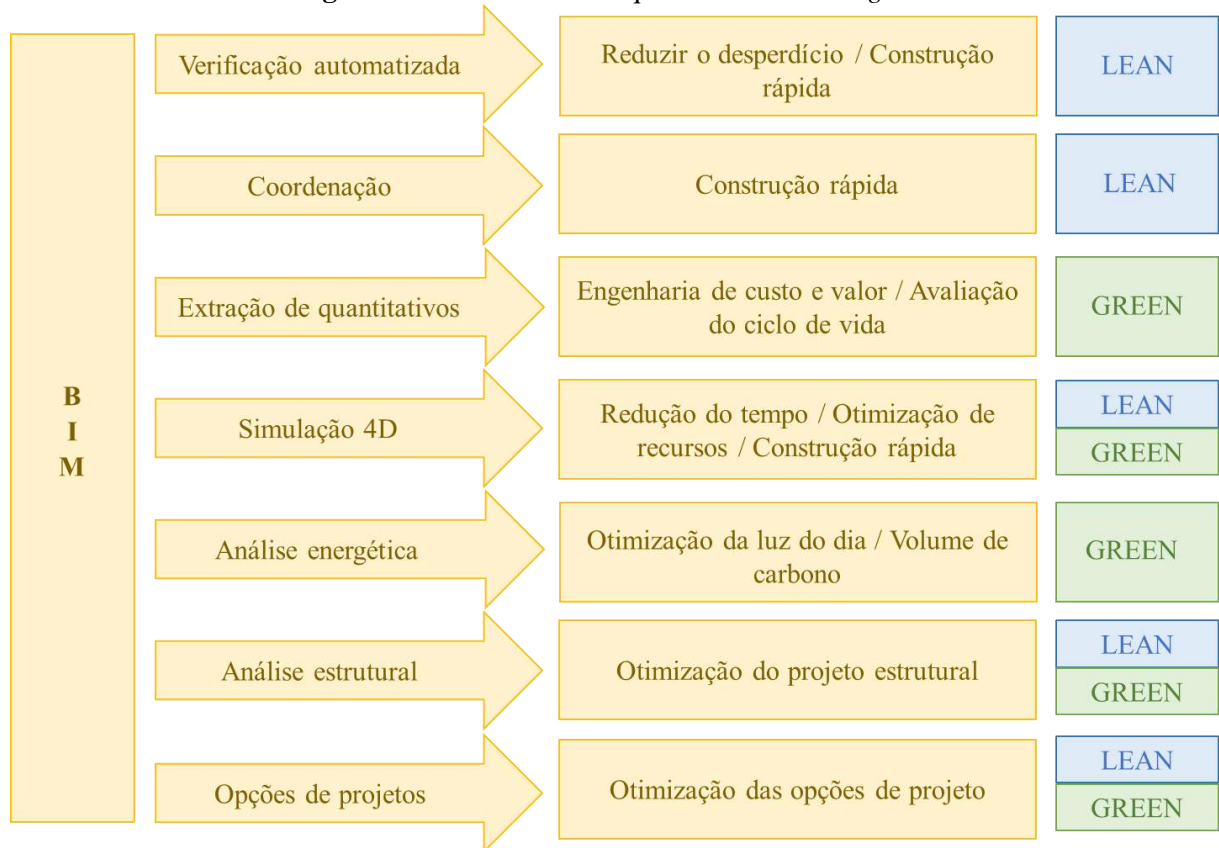 B
I
M
Verificação automatizada
Reduzir o desperdício / Construção
rápida
LEAN
Coordenação
Construção rápida
LEAN
Extração de quantitativos
Engenharia de custo e valor / Avaliação
do ciclo de vida
GREEN
Simulação 4D
Redução do tempo / Otimização de
recursos / Construção rápida
LEAN
GREEN
Análise energética
Otimização da luz do dia / Volume de
carbono
GREEN
Análise estrutural
Otimização do projeto estrutural
LEAN
GREEN
Opções de projetos
Otimização das opções de projeto
LEAN
GREEN